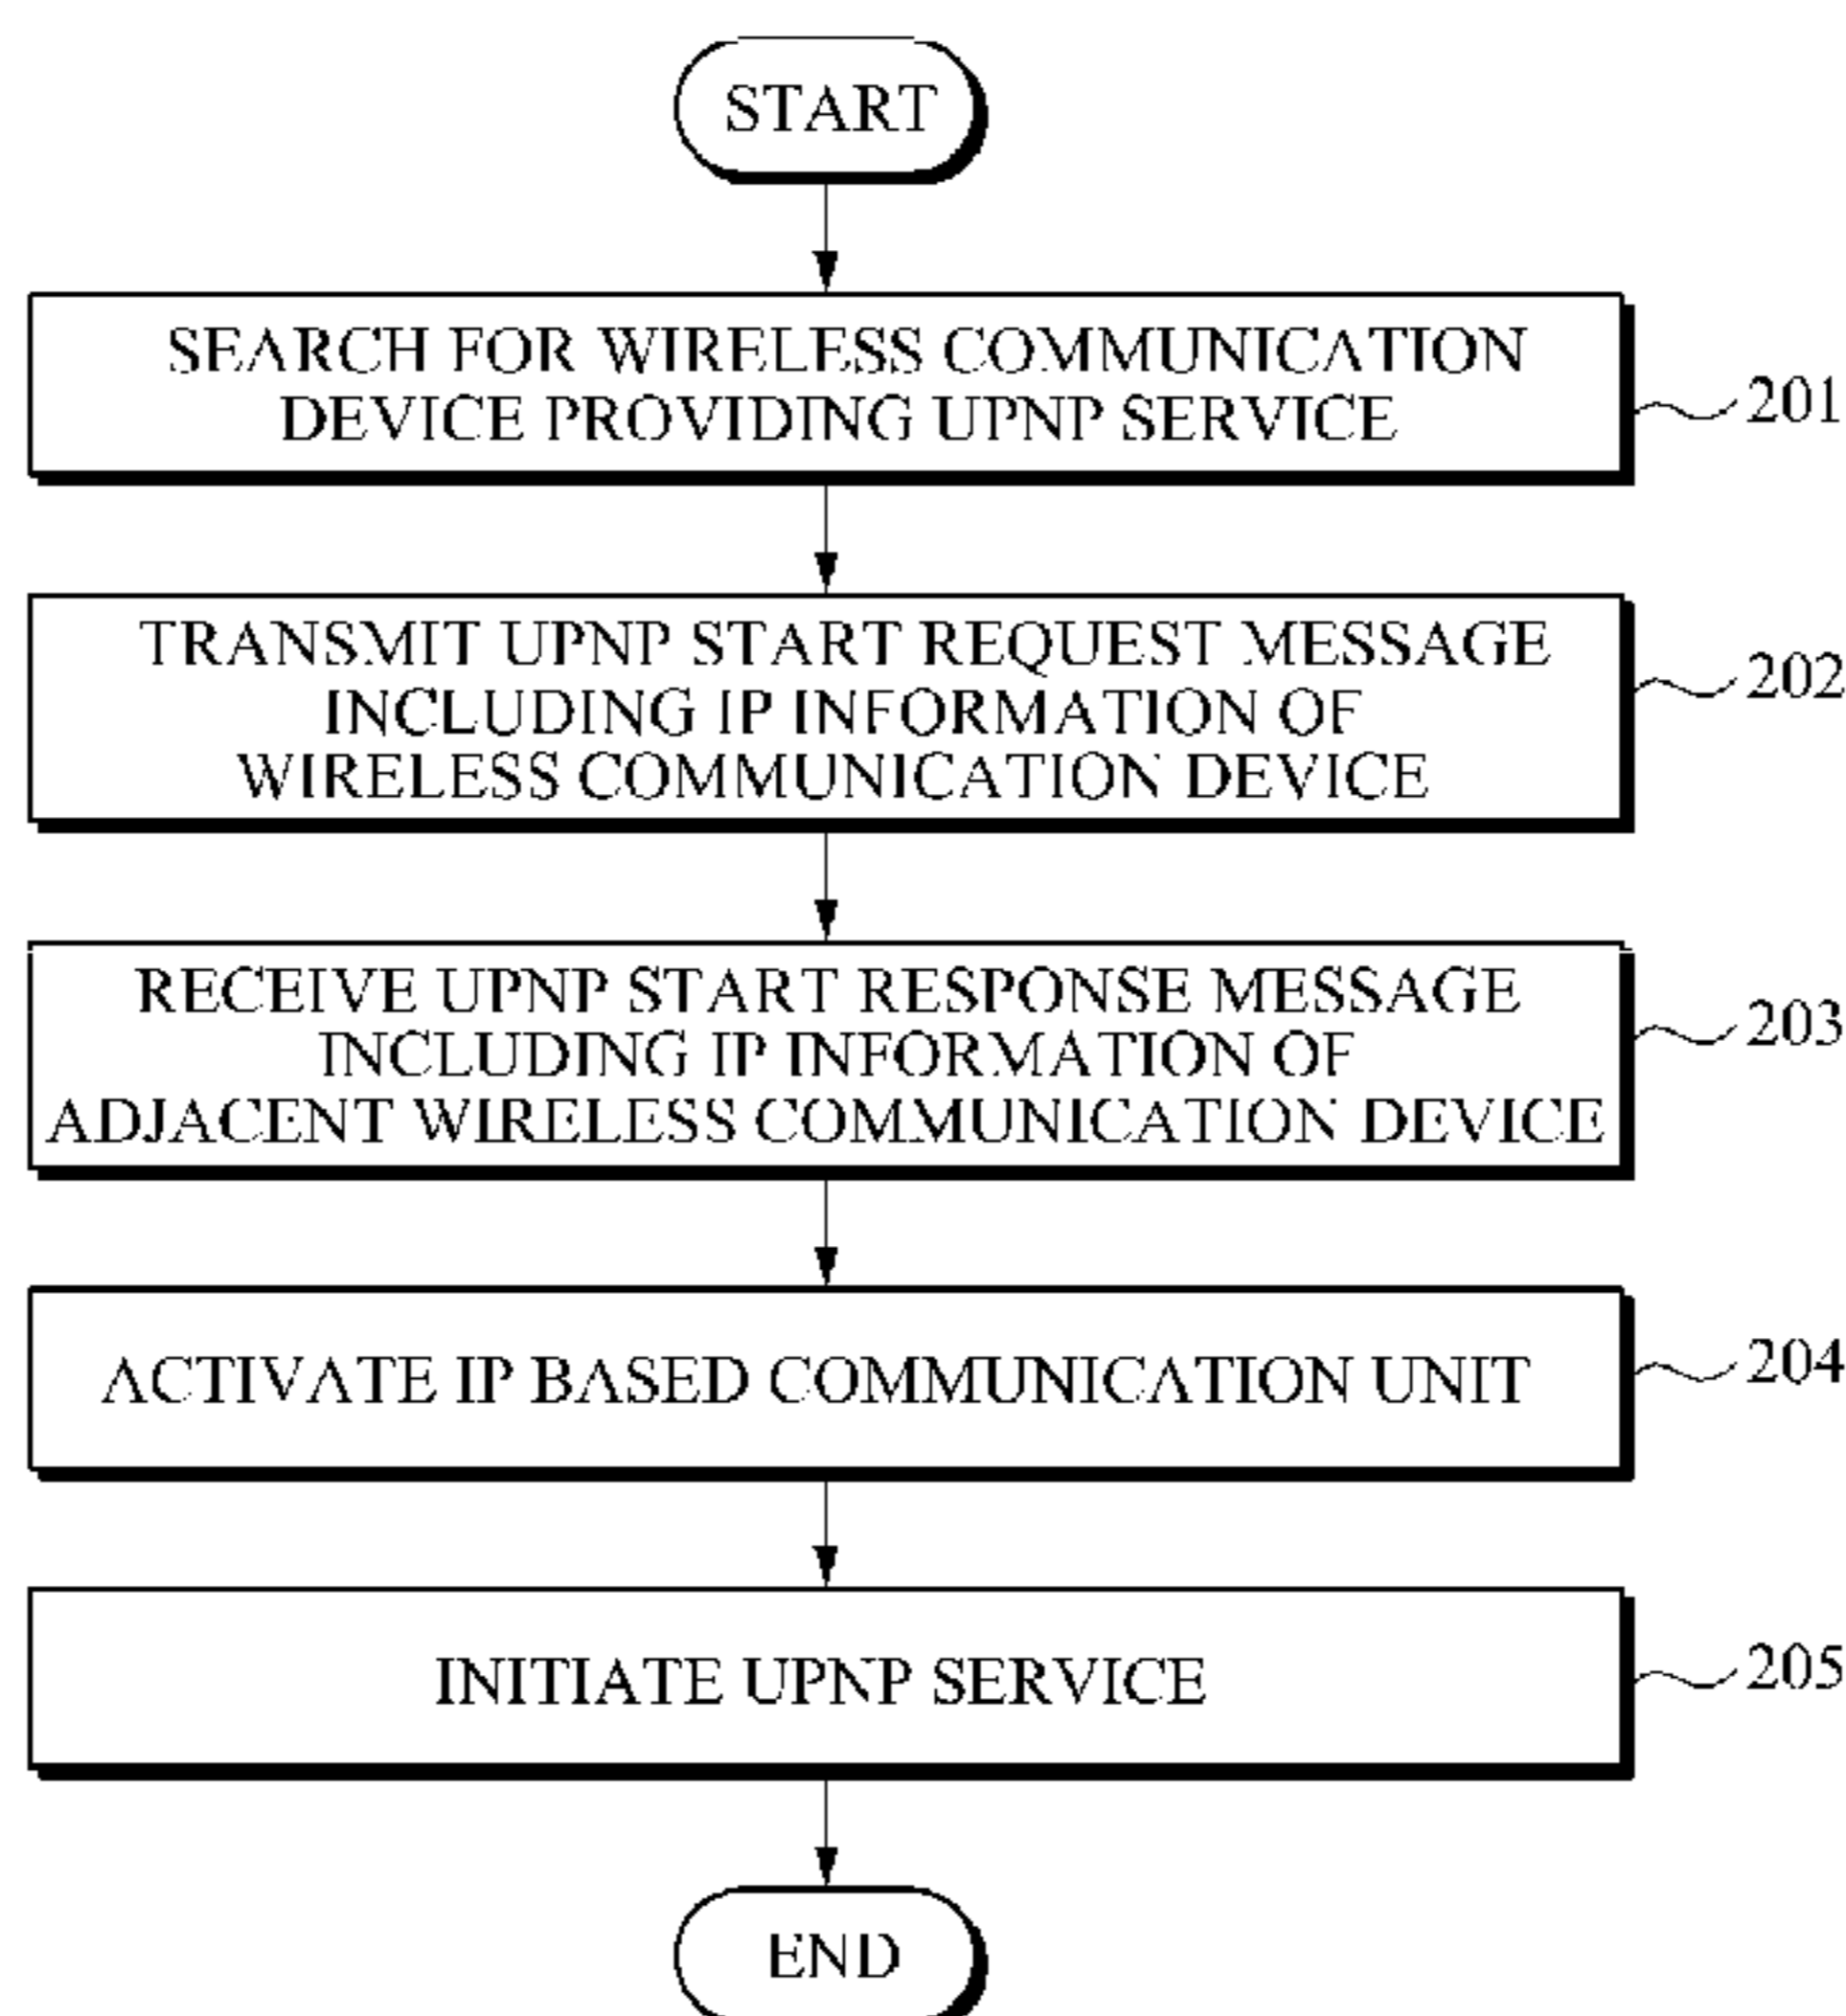 START
SEARCH FOR WIRELESS COMMUNICATION
DEVICE PROVIDING UPNP SERVICE
201
TRANSMIT UPNP START REQUEST MESSAGE
INCLUDING IP INFORMATION OF
WIRELESS COMMUNICATION DEVICE
202
RECEIVE UPNP START RESPONSE MESSAGE
INCLUDING IP INFORMATION OF
ADJACENT WIRELESS COMMUNICATION DEVICE
203
ACTIVATE IP BASED COMMUNICATION UNIT
204
INITIATE UPNP SERVICE
205
END